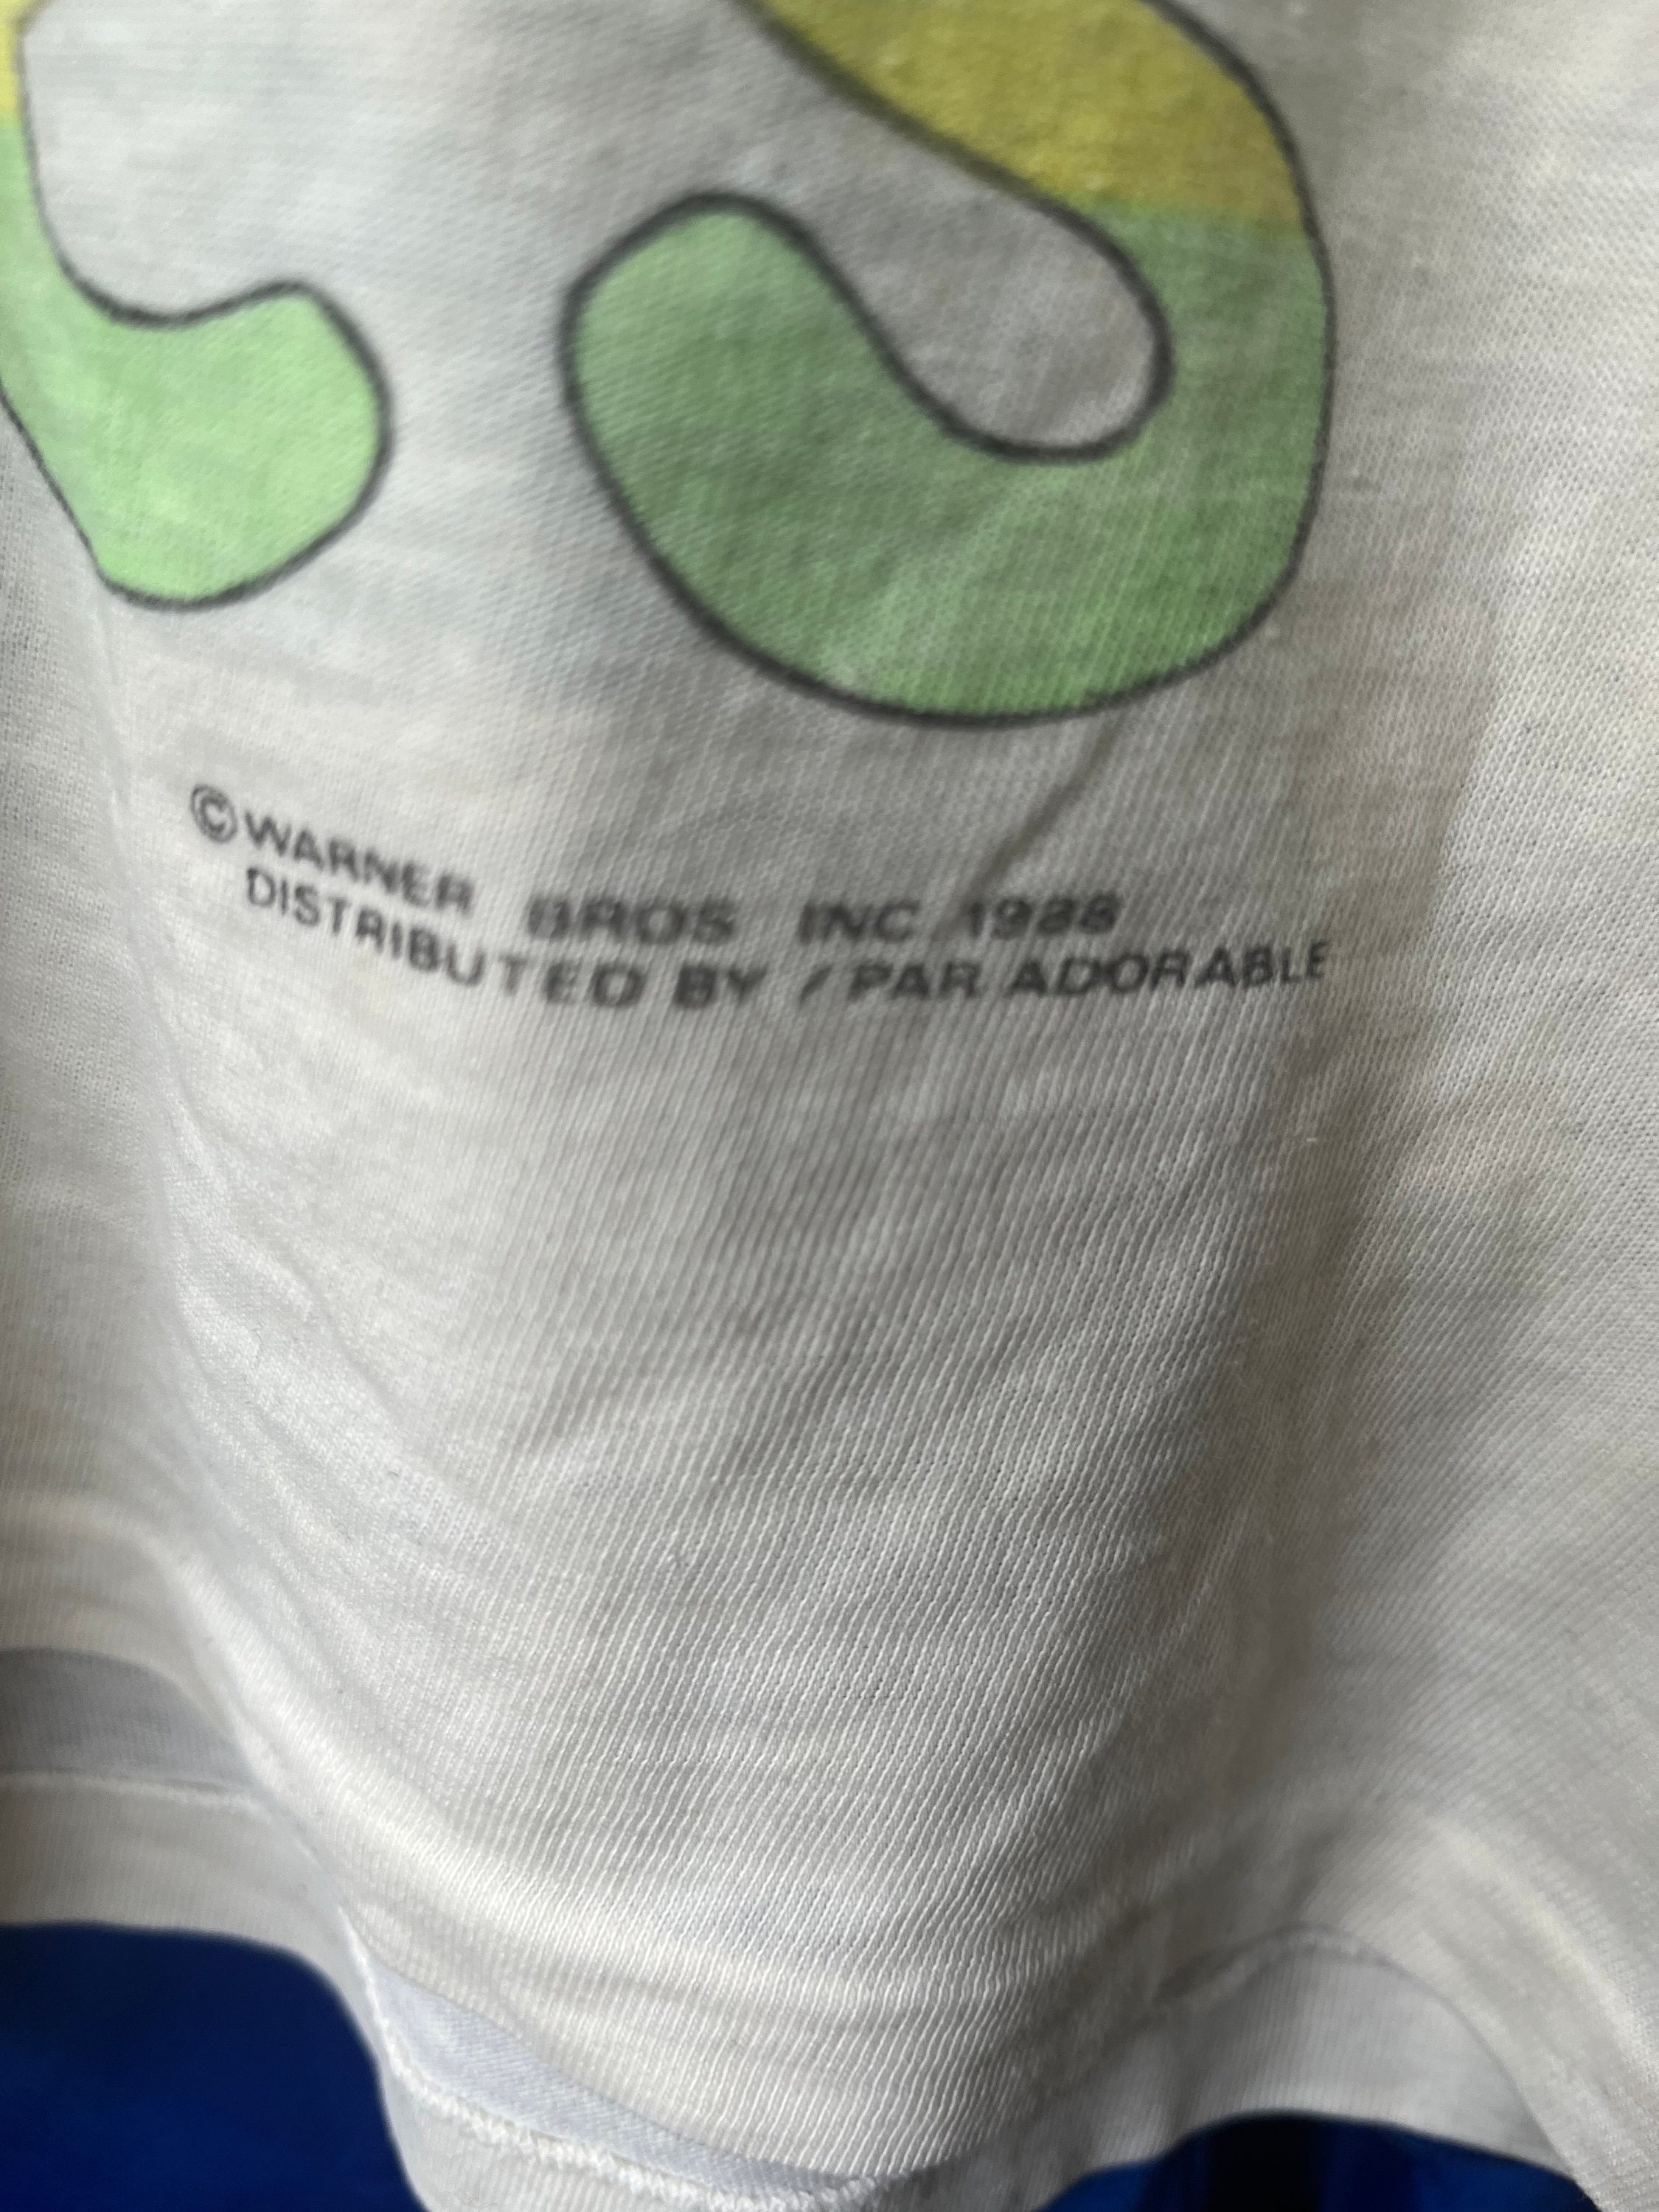 ©WARNER BROS INC 1988
DISTRIBUTED BY / PAR ADORABLE